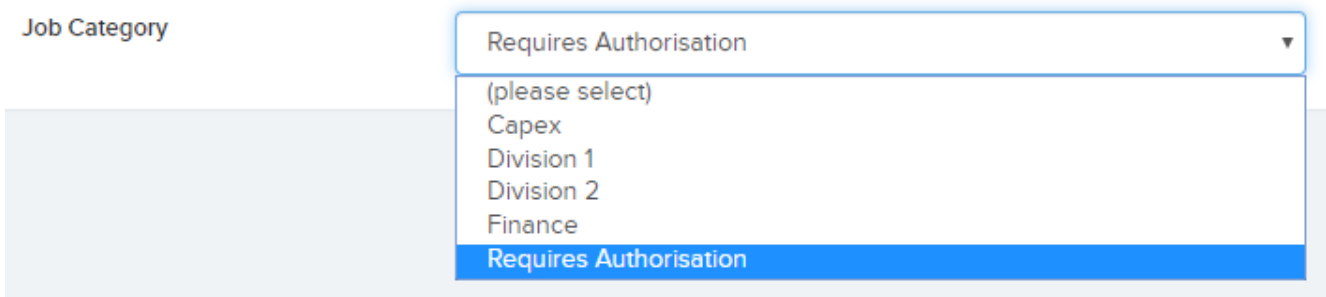 Job Category
Requires Authorisation
(please select)
Capex
Division 1
Division 2
Finance
Requires Authorisation